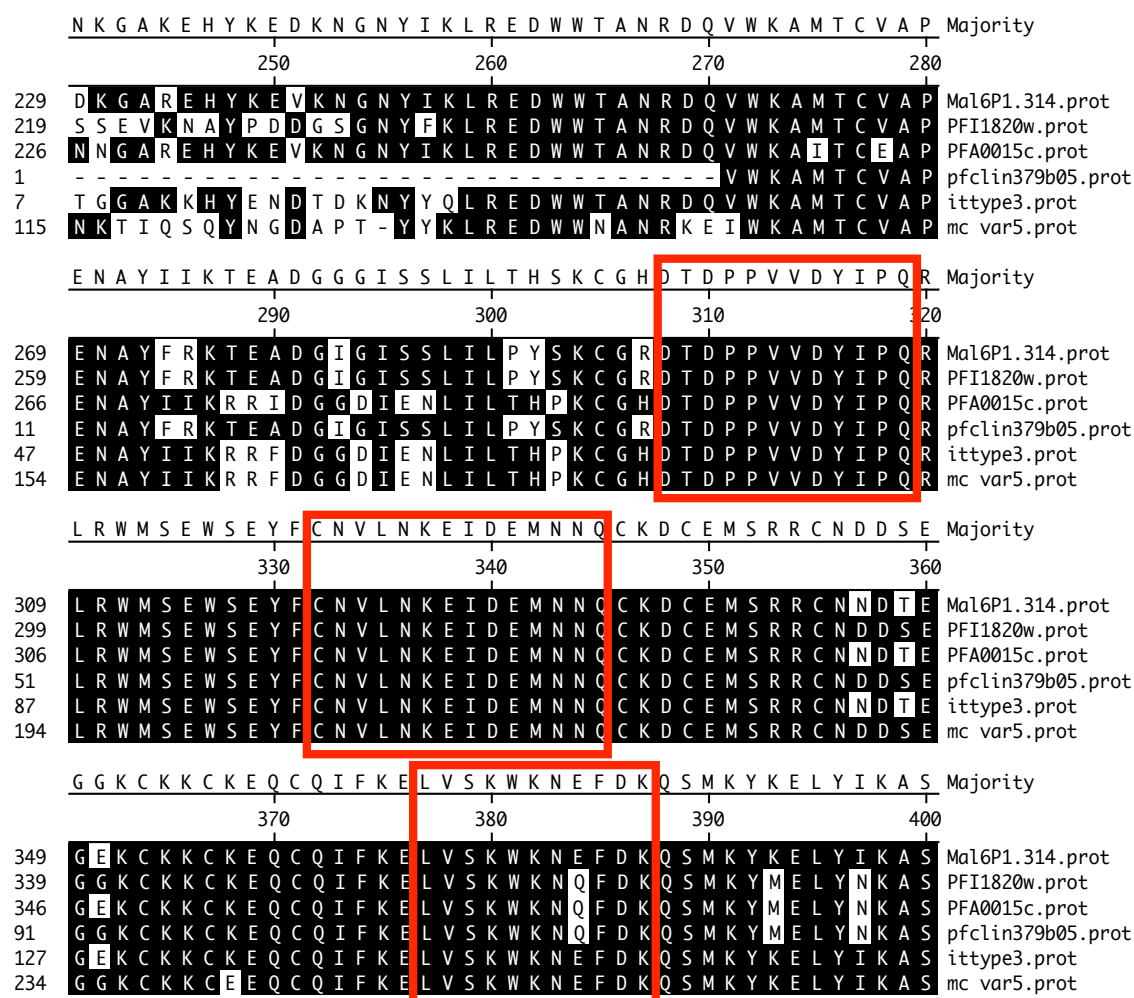 N K G A K E H Y K E D K N G N Y I K L R E D W W T A N R D Q V W K A M T C V A P Majority
250 260 270 280
229 D K G A R E H Y K E V K N G N Y I K L R E D W W T A N R D Q V W K A M T C V A P Mal6P1.314.prot
219 S S E V K N A Y P D D G S G N Y F K L R E D W W T A N R D Q V W K A M T C V A P PFI1820w.prot
226 N N G A R E H Y K E V K N G N Y I K L R E D W W T A N R D Q V W K A I T C E A P PFA0015c.prot
1 - - - - - - - - - - - - - - - - - - - - - - - - - - - - - - V W K A M T C V A P pfclin379b05.prot
7 T G G A K K H Y E N D T D K N Y Y Q L R E D W W T A N R D Q V W K A M T C V A P ittype3.prot
115 N K T I Q S Q Y N G D A P T - Y Y K L R E D W W N A N R K E I W K A M T C V A P mc var5.prot
E N A Y I I K T E A D G G G I S S L I L T H S K C G H D T D P P V V D Y I P Q R Majority
290 300 310 320
269 E N A Y F R K T E A D G I G I S S L I L P Y S K C G R D T D P P V V D Y I P Q R Mal6P1.314.prot
259 E N A Y F R K T E A D G I G I S S L I L P Y S K C G R D T D P P V V D Y I P Q R PFI1820w.prot
266 E N A Y I I K R R I D G G D I E N L I L T H P K C G H D T D P P V V D Y I P Q R PFA0015c.prot
11 E N A Y F R K T E A D G I G I S S L I L P Y S K C G R D T D P P V V D Y I P Q R pfclin379b05.prot
47 E N A Y I I K R R F D G G D I E N L I L T H P K C G H D T D P P V V D Y I P Q R ittype3.prot
154 E N A Y I I K R R F D G G D I E N L I L T H P K C G H D T D P P V V D Y I P Q R mc var5.prot
L R W M S E W S E Y F C N V L N K E I D E M N N Q C K D C E M S R R C N D D S E Majority
330 340 350 360
309 L R W M S E W S E Y F C N V L N K E I D E M N N Q C K D C E M S R R C N N D T E Mal6P1.314.prot
299 L R W M S E W S E Y F C N V L N K E I D E M N N Q C K D C E M S R R C N D D S E PFI1820w.prot
306 L R W M S E W S E Y F C N V L N K E I D E M N N Q C K D C E M S R R C N N D T E PFA0015c.prot
51 L R W M S E W S E Y F C N V L N K E I D E M N N Q C K D C E M S R R C N D D S E pfclin379b05.prot
87 L R W M S E W S E Y F C N V L N K E I D E M N N Q C K D C E M S R R C N N D T E ittype3.prot
194 L R W M S E W S E Y F C N V L N K E I D E M N N Q C K D C E M S R R C N D D S E mc var5.prot
G G K C K K C K E Q C Q I F K E L V S K W K N E F D K Q S M K Y K E L Y I K A S Majority
370 380 390 400
349 G E K C K K C K E Q C Q I F K E L V S K W K N E F D K Q S M K Y K E L Y I K A S Mal6P1.314.prot
339 G G K C K K C K E Q C Q I F K E L V S K W K N Q F D K Q S M K Y M E L Y N K A S PFI1820w.prot
346 G E K C K K C K E Q C Q I F K E L V S K W K N Q F D K Q S M K Y M E L Y N K A S PFA0015c.prot
91 G G K C K K C K E Q C Q I F K E L V S K W K N Q F D K Q S M K Y M E L Y N K A S pfclin379b05.prot
127 G E K C K K C K E Q C Q I F K E L V S K W K N E F D K Q S M K Y K E L Y I K A S ittype3.prot
234 G G K C K K C E E Q C Q I F K E L V S K W K N E F D K Q S M K Y K E L Y I K A S mc var5.prot